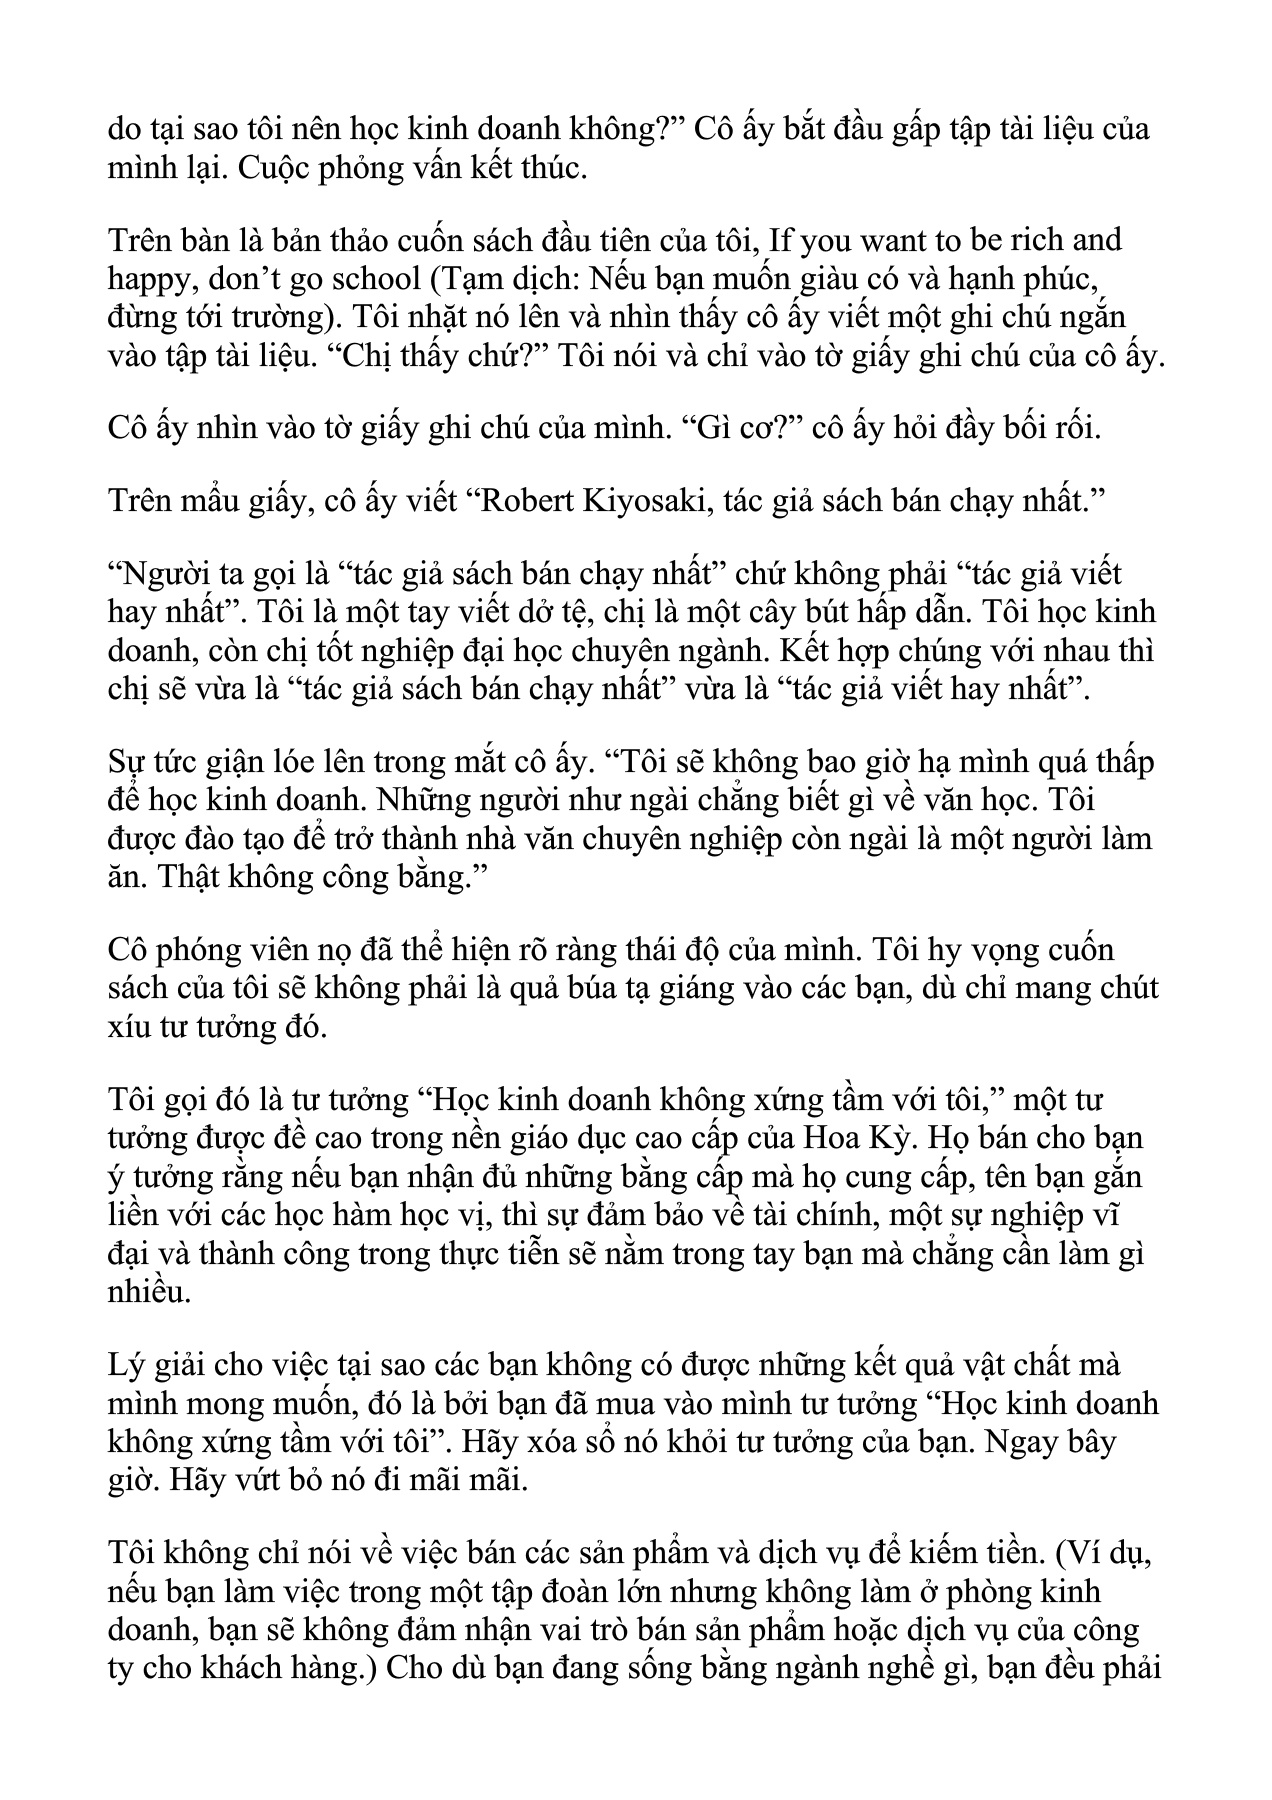 do tại sao tôi nên học kinh doanh không?” Cô ấy bắt đầu gấp tập tài liệu của
mình lại. Cuộc phỏng vấn kết thúc.
Trên bàn là bản thảo cuốn sách đầu tiên của tôi, If you want to be rich and
happy, don’t go school (Tạm dịch: Nếu bạn muốn giàu có và hạnh phúc,
đừng tới trường). Tôi nhặt nó lên và nhìn thấy cô ấy viết một ghi chú ngắn
vào tập tài liệu. “Chị thấy chứ?” Tôi nói và chỉ vào tờ giấy ghi chú của cô ấy.
Cô ấy nhìn vào tờ giấy ghi chú của mình. “Gì cơ?” cô ấy hỏi đầy bối rối.
Trên mẩu giấy, cô ấy viết “Robert Kiyosaki, tác giả sách bán chạy nhất.”
“Người ta gọi là “tác giả sách bán chạy nhất” chứ không phải “tác giả viết
hay nhất”. Tôi là một tay viết dở tệ, chị là một cây bút hấp dẫn. Tôi học kinh
doanh, còn chị tốt nghiệp đại học chuyên ngành. Kết hợp chúng với nhau thì
chị sẽ vừa là “tác giả sách bán chạy nhất” vừa là “tác giả viết hay nhất”.
Sự tức giận lóe lên trong mắt cô ấy. “Tôi sẽ không bao giờ hạ mình quá thấp
để học kinh doanh. Những người như ngài chẳng biết gì về văn học. Tôi
được đào tạo để trở thành nhà văn chuyên nghiệp còn ngài là một người làm
ăn. Thật không công bằng.”
Cô phóng viên nọ đã thể hiện rõ ràng thái độ của mình. Tôi hy vọng cuốn
sách của tôi sẽ không phải là quả búa tạ giáng vào các bạn, dù chỉ mang chút
xíu tư tưởng đó.
Tôi gọi đó là tư tưởng “Học kinh doanh không xứng tầm với tôi,” một tư
tưởng được đề cao trong nền giáo dục cao cấp của Hoa Kỳ. Họ bán cho bạn
ý tưởng rằng nếu bạn nhận đủ những bằng cấp mà họ cung cấp, tên bạn gắn
liền với các học hàm học vị, thì sự đảm bảo về tài chính, một sự nghiệp vĩ
đại và thành công trong thực tiễn sẽ nằm trong tay bạn mà chẳng cần làm gì
nhiều.
Lý giải cho việc tại sao các bạn không có được những kết quả vật chất mà
mình mong muốn, đó là bởi bạn đã mua vào mình tư tưởng “Học kinh doanh
không xứng tầm với tôi”. Hãy xóa sổ nó khỏi tư tưởng của bạn. Ngay bây
giờ. Hãy vứt bỏ nó đi mãi mãi.
Tôi không chỉ nói về việc bán các sản phẩm và dịch vụ để kiếm tiền. (Ví dụ,
nếu bạn làm việc trong một tập đoàn lớn nhưng không làm ở phòng kinh
doanh, bạn sẽ không đảm nhận vai trò bán sản phẩm hoặc dịch vụ của công
ty cho khách hàng.) Cho dù bạn đang sống bằng ngành nghề gì, bạn đều phải